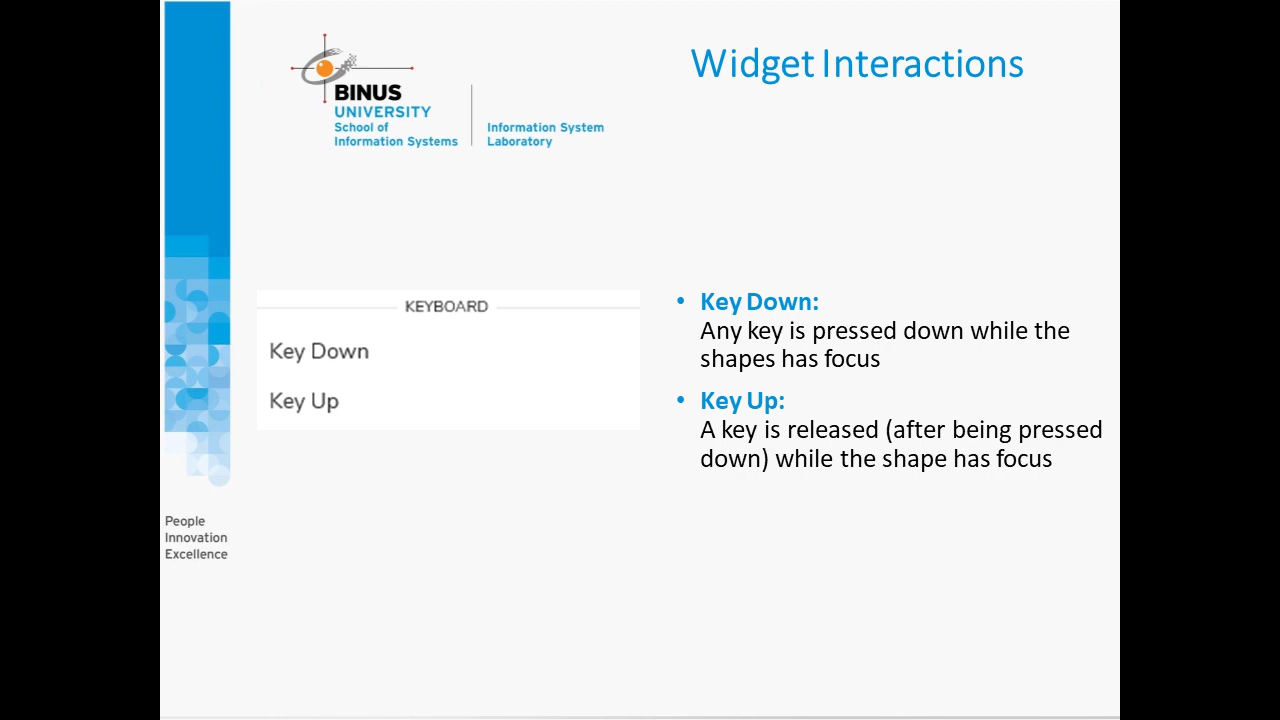 Widget Interactions
BINUS
UNIVERSITY
School of
Information Systems
Information System
Laboratory
KEYBOARD
Key Down
Key Up
• Key Down:
Any key is pressed down while the
shapes has focus
• Key Up:
A key is released (after being pressed
down) while the shape has focus
People
Innovation
Excellence